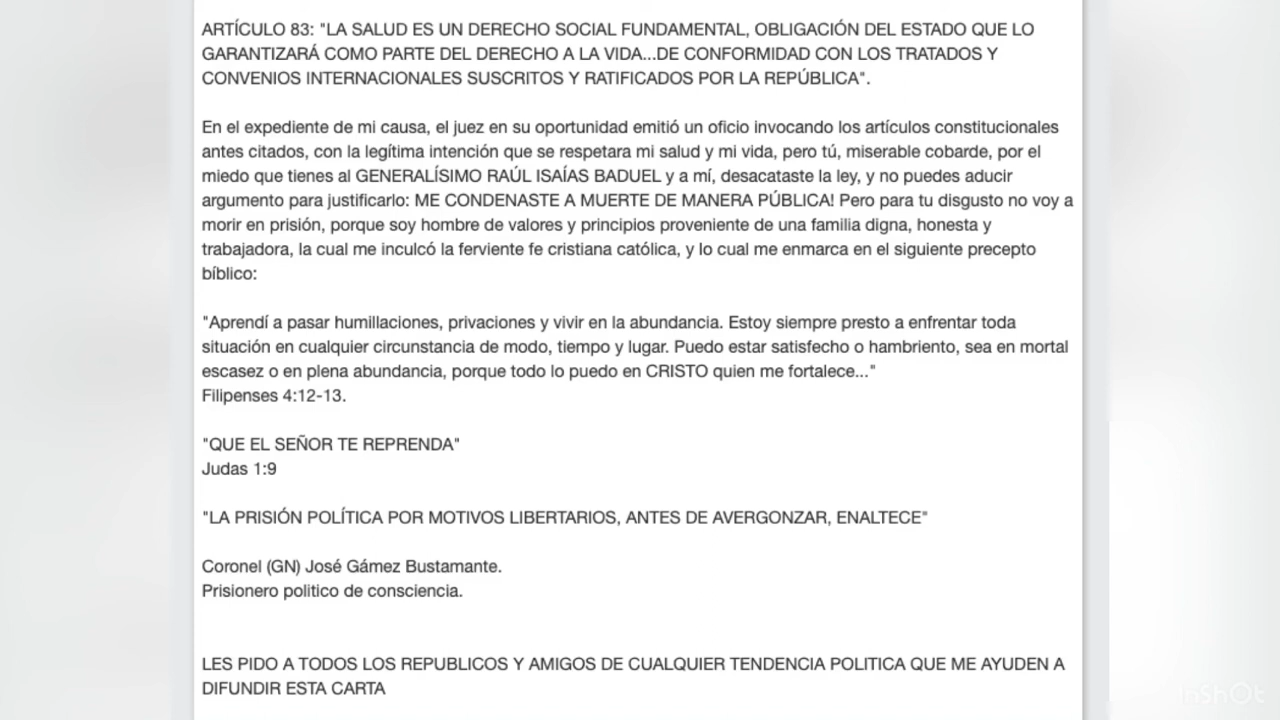 ARTÍCULO 83: "LA SALUD ES UN DERECHO SOCIAL FUNDAMENTAL, OBLIGACIÓN DEL ESTADO QUE LO
GARANTIZARÁ COMO PARTE DEL DERECHO A LA VIDA...DE CONFORMIDAD CON LOS TRATADOS Y
CONVENIOS INTERNACIONALES SUSCRITOS Y RATIFICADOS POR LA REPÚBLICA".
En el expediente de mi causa, el juez en su oportunidad emitió un oficio invocando los artículos constitucionales
antes citados, con la legítima intención que se respetara mi salud y mi vida, pero tú, miserable cobarde, por el
miedo que tienes al GENERALÍSIMO RAÚL ISAÍAS BADUEL y a mí, desacataste la ley, y no puedes aducir
argumento para justificarlo: ME CONDENASTE A MUERTE DE MANERA PÚBLICA! Pero para tu disgusto no voy a
morir en prisión, porque soy hombre de valores y principios proveniente de una familia digna, honesta y
trabajadora, la cual me inculcó la ferviente fe cristiana católica, y lo cual me enmarca en el siguiente precepto
bíblico:
"Aprendí a pasar humillaciones, privaciones y vivir en la abundancia. Estoy siempre presto a enfrentar toda
situación en cualquier circunstancia de modo, tiempo y lugar. Puedo estar satisfecho o hambriento, sea en mortal
escasez o en plena abundancia, porque todo lo puedo en CRISTO quien me fortalece..."
Filipenses 4:12-13.
"QUE EL SEÑOR TE REPRENDA"
Judas 1:9
"LA PRISIÓN POLÍTICA POR MOTIVOS LIBERTARIOS, ANTES DE AVERGONZAR, ENALTECE"
Coronel (GN) José Gámez Bustamante.
Prisionero politico de consciencia.
LES PIDO A TODOS LOS REPUBLICOS Y AMIGOS DE CUALQUIER TENDENCIA POLITICA QUE ME AYUDEN A
DIFUNDIR ESTA CARTA
InShOt